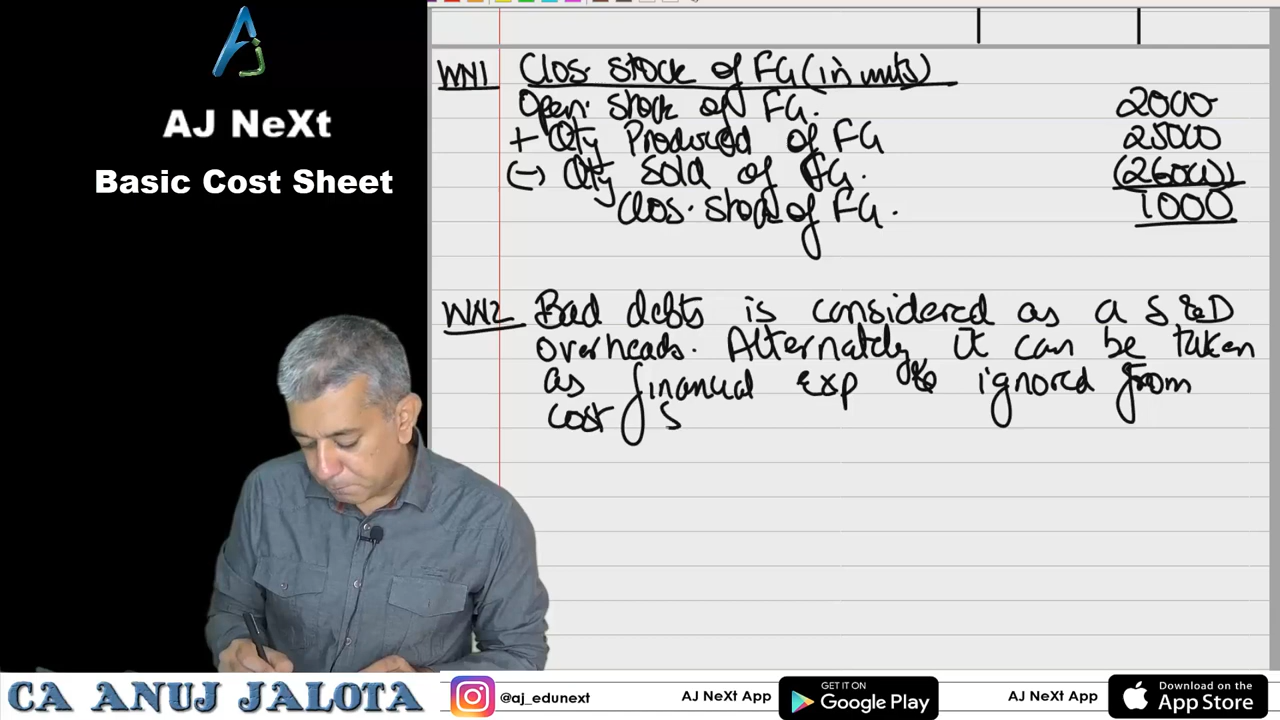 AJ NeXt
Basic Cost Sheet
WN1 Clos. stock of FG (in units)
Open. stock of FG. 2000
+ Qty Produced of FG 25000
(-) Qty Sold of FG. (26000)
Clos. stock of FG. 1000
WN2 Bad debts is considered as a S&D
overheads. Alternately it can be taken
as financial exp & ignored from
cost s
CA ANUJ JALOTA
@aj_edunext
AJ NeXt App
GET IT ON
Google Play
AJ NeXt App
Download on the
App Store